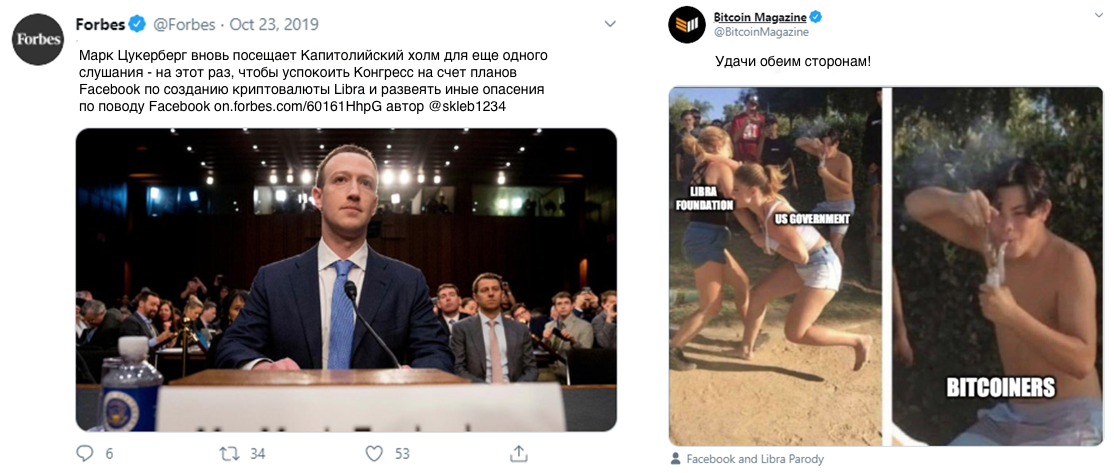 Forbes
Forbes @Forbes · Oct 23, 2019
Марк Цукерберг вновь посещает Капитолийский холм для еще одного
слушания - на этот раз, чтобы успокоить Конгресс на счет планов
Facebook по созданию криптовалюты Libra и развеять иные опасения
по поводу Facebook on.forbes.com/60161HhpG автор @skleb1234
6
34
53
Bitcoin Magazine
@BitcoinMagazine
Удачи обеим сторонам!
LIBRA
FOUNDATION
US GOVERNMENT
BITCOINERS
Facebook and Libra Parody